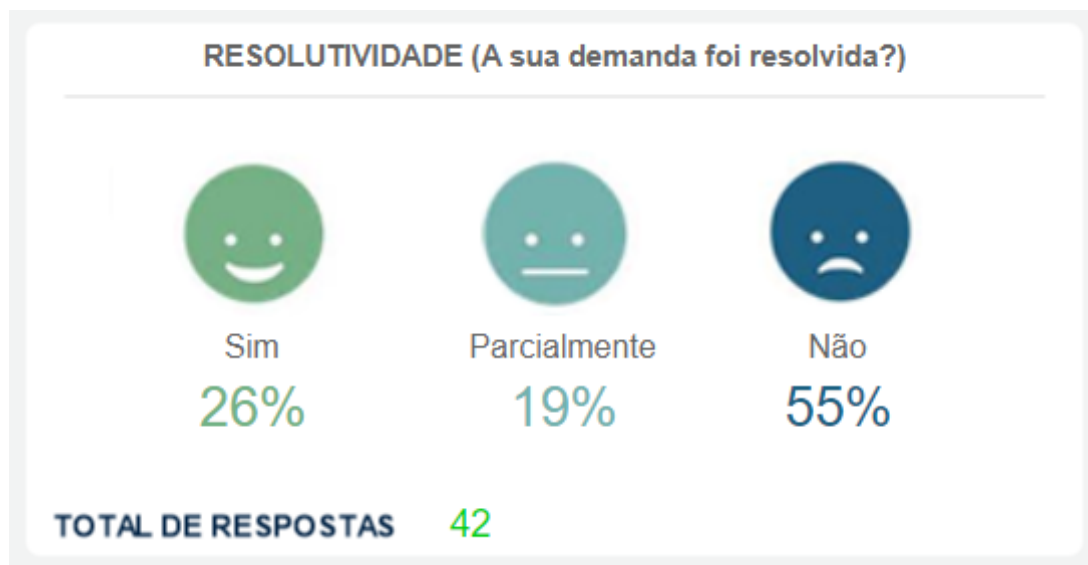 RESOLUTIVIDADE (A sua demanda foi resolvida?)
Sim Parcialmente Não
26% 19% 55%
TOTAL DE RESPOSTAS 42